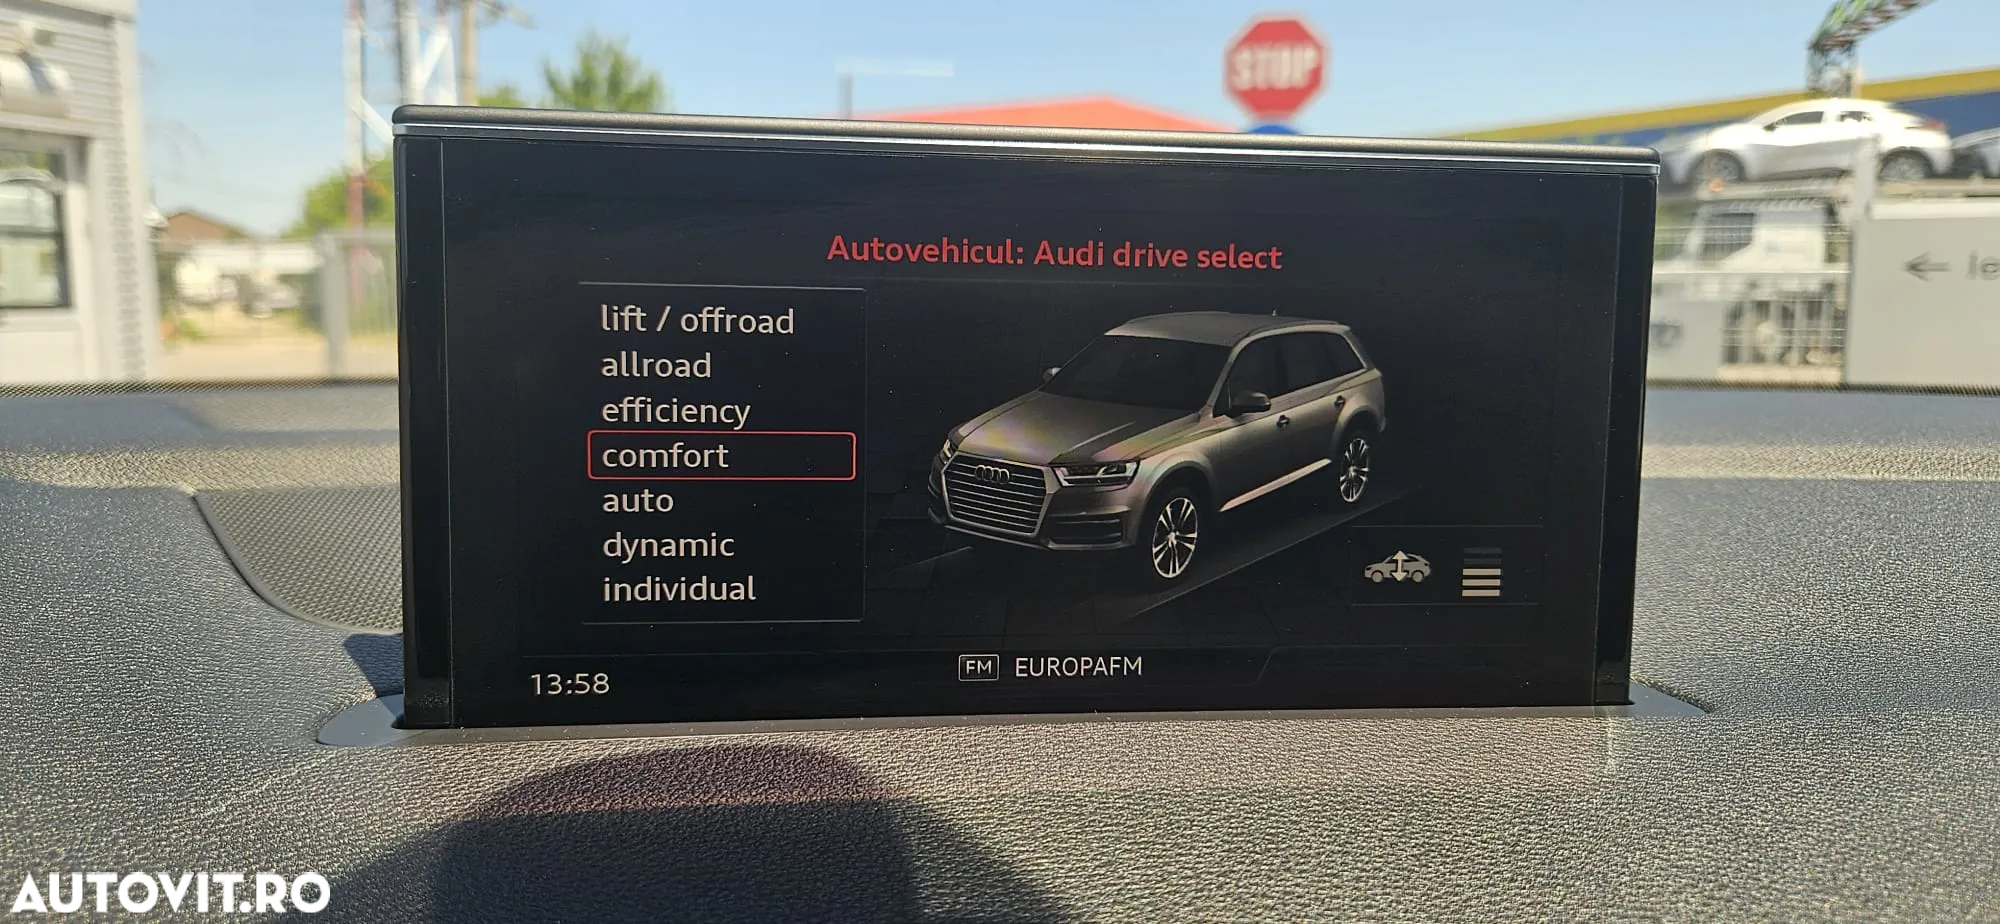 STOP
Autovehicul: Audi drive select
lift / offroad
allroad
efficiency
comfort
auto
dynamic
individual
13:58
FM EUROPAFM
AUTOVIT.RO